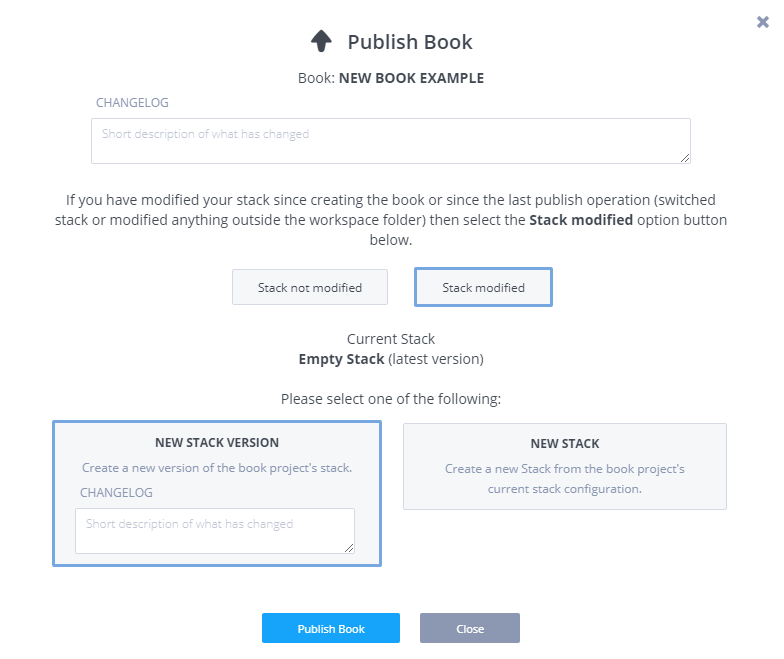 Publish Book
Book: NEW BOOK EXAMPLE
CHANGELOG
Short description of what has changed
If you have modified your stack since creating the book or since the last publish operation (switched
stack or modified anything outside the workspace folder) then select the Stack modified option button
below.
Stack not modified
Stack modified
Current Stack
Empty Stack (latest version)
Please select one of the following:
NEW STACK VERSION
Create a new version of the book project's stack.
CHANGELOG
Short description of what has changed
NEW STACK
Create a new Stack from the book project's
current stack configuration.
Publish Book
Close